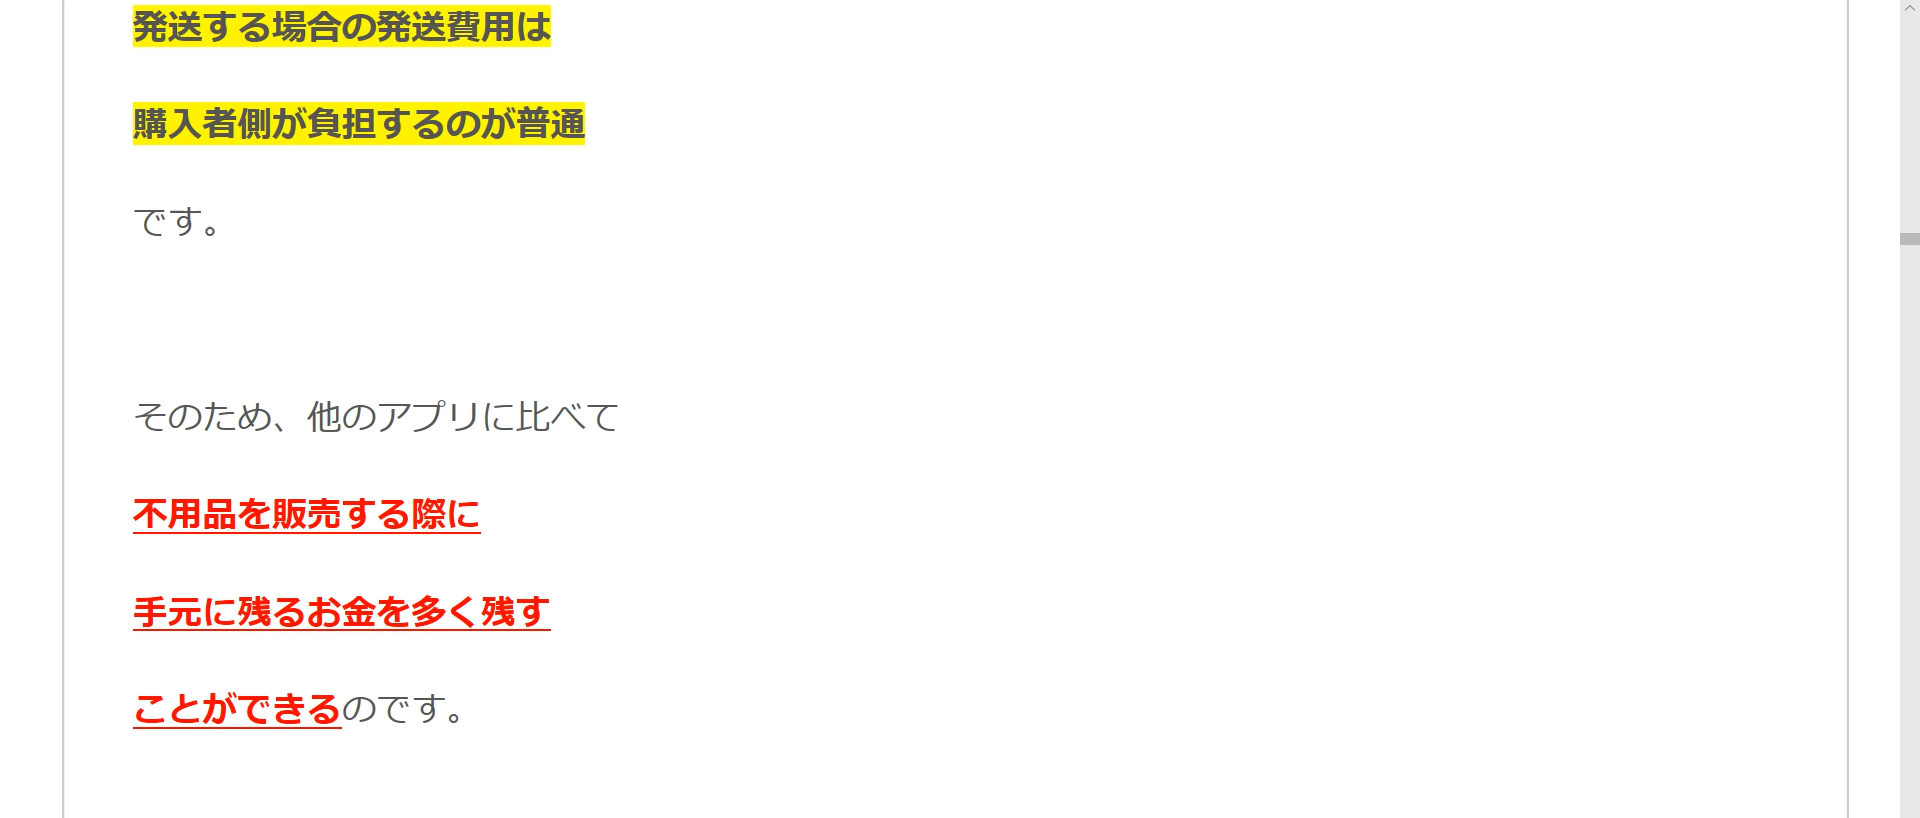 発送する場合の発送費用は
購入者側が負担するのが普通
です。
そのため、他のアプリに比べて
不用品を販売する際に
手元に残るお金を多く残す
ことができるのです。